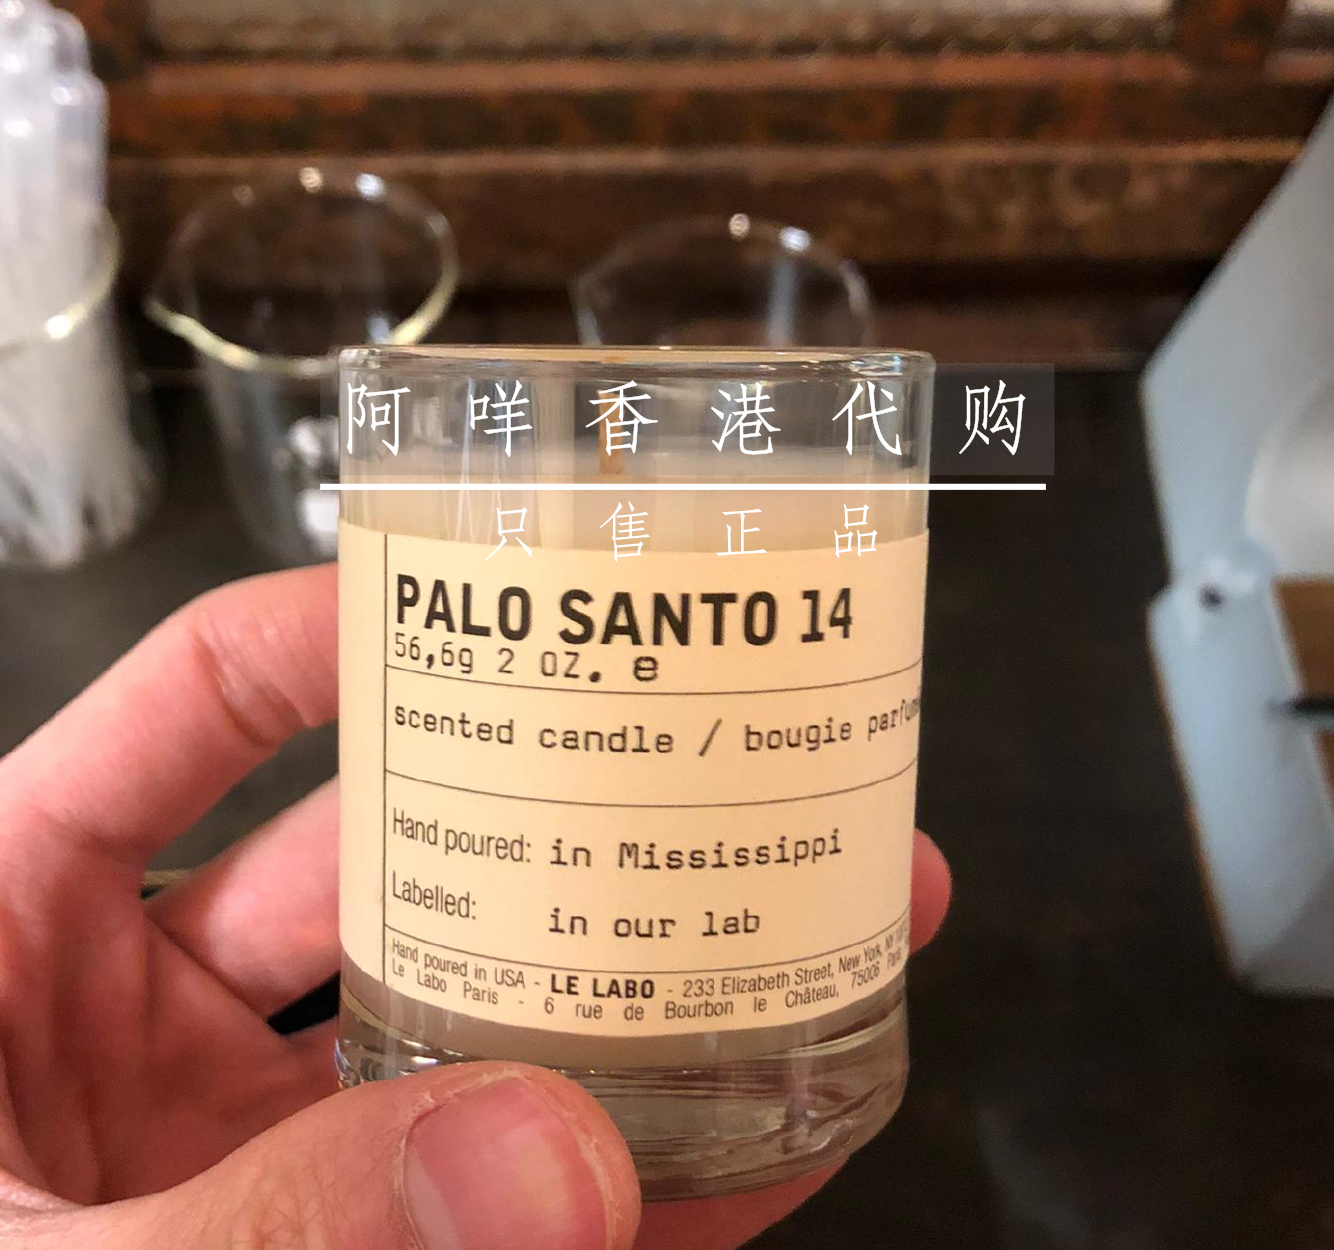 阿咩香港代购
只售正品
PALO SANTO 14
56,6g 2 OZ. e
scented candle / bougie
Hand poured: in Mississippi
Labelled: in our lab
Hand poured in USA - LE LABO - 233 Elizabeth Street, New York, NY
Le Labo Paris - 6 rue de Bourbon le Château, 75006 Paris